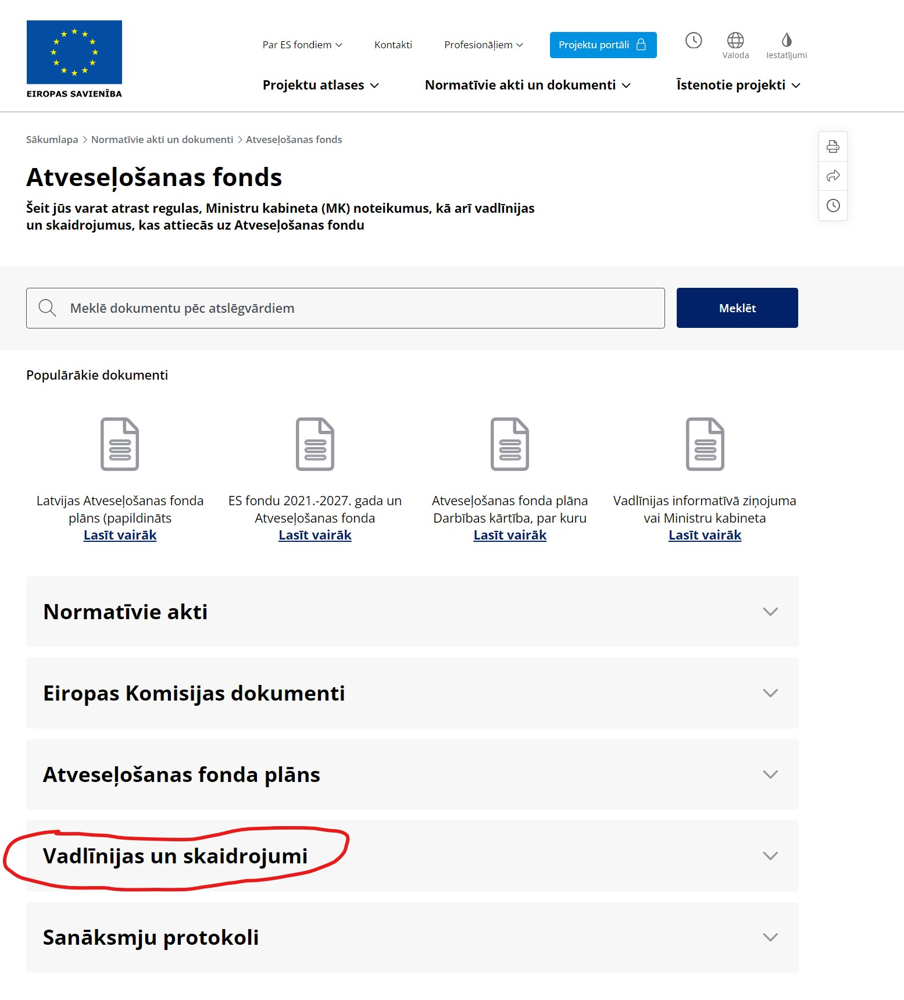 EIROPAS SAVIENĪBA
Par ES fondiem
Kontakti
Profesionāļiem
Projektu portāli
Valoda
Iestatījumi
Projektu atlases
Normatīvie akti un dokumenti
Īstenotie projekti
Sākumlapa > Normatīvie akti un dokumenti > Atveseļošanas fonds
Atveseļošanas fonds
Šeit jūs varat atrast regulas, Ministru kabineta (MK) noteikumus, kā arī vadlīnijas
un skaidrojumus, kas attiecās uz Atveseļošanas fondu
Meklē dokumentu pēc atslēgvārdiem
Meklēt
Populārākie dokumenti
Latvijas Atveseļošanas fonda
plāns (papildināts
Lasīt vairāk
ES fondu 2021.-2027. gada un
Atveseļošanas fonda
Lasīt vairāk
Atveseļošanas fonda plāna
Darbības kārtība, par kuru
Lasīt vairāk
Vadlīnijas informatīvā ziņojuma
vai Ministru kabineta
Lasīt vairāk
Normatīvie akti
Eiropas Komisijas dokumenti
Atveseļošanas fonda plāns
Vadlīnijas un skaidrojumi
Sanāksmju protokoli